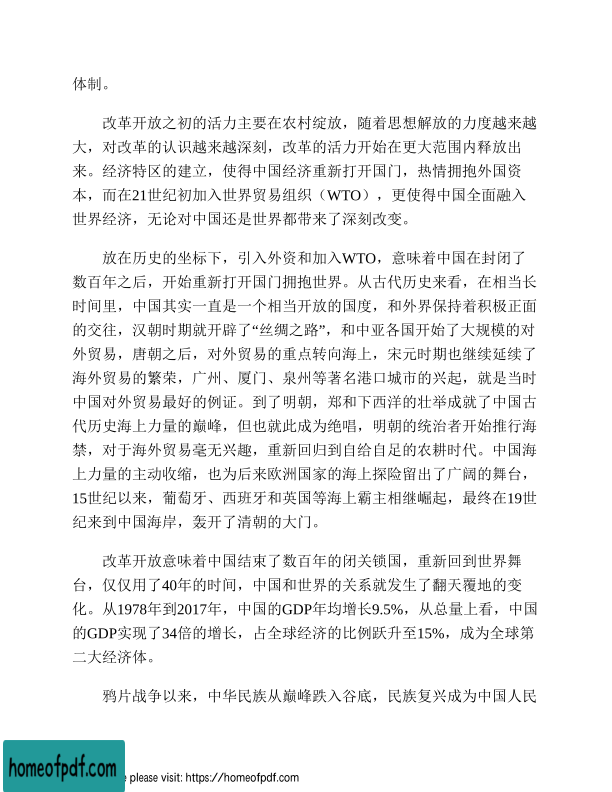 体制。
改革开放之初的活力主要在农村绽放，随着思想解放的力度越来越
大，对改革的认识越来越深刻，改革的活力开始在更大范围内释放出
来。经济特区的建立，使得中国经济重新打开国门，热情拥抱外国资
本，而在21世纪初加入世界贸易组织（WTO），更使得中国全面融入
世界经济，无论对中国还是世界都带来了深刻改变。
放在历史的坐标下，引入外资和加入WTO，意味着中国在封闭了
数百年之后，开始重新打开国门拥抱世界。从古代历史来看，在相当长
时间里，中国其实一直是一个相当开放的国度，和外界保持着积极正面
的交往，汉朝时期就开辟了“丝绸之路”，和中亚各国开始了大规模的对
外贸易，唐朝之后，对外贸易的重点转向海上，宋元时期也继续延续了
海外贸易的繁荣，广州、厦门、泉州等著名港口城市的兴起，就是当时
中国对外贸易最好的例证。到了明朝，郑和下西洋的壮举成就了中国古
代历史海上力量的巅峰，但也就此成为绝唱，明朝的统治者开始推行海
禁，对于海外贸易毫无兴趣，重新回归到自给自足的农耕时代。中国海
上力量的主动收缩，也为后来欧洲国家的海上探险留出了广阔的舞台，
15世纪以来，葡萄牙、西班牙和英国等海上霸主相继崛起，最终在19世
纪来到中国海岸，轰开了清朝的大门。
改革开放意味着中国结束了数百年的闭关锁国，重新回到世界舞
台，仅仅用了40年的时间，中国和世界的关系就发生了翻天覆地的变
化。从1978年到2017年，中国的GDP年均增长9.5%，从总量上看，中国
的GDP实现了34倍的增长，占全球经济的比例跃升至15%，成为全球第
二大经济体。
鸦片战争以来，中华民族从巅峰跌入谷底，民族复兴成为中国人民
homeofpdf.com
e please visit: https://homeofpdf.com